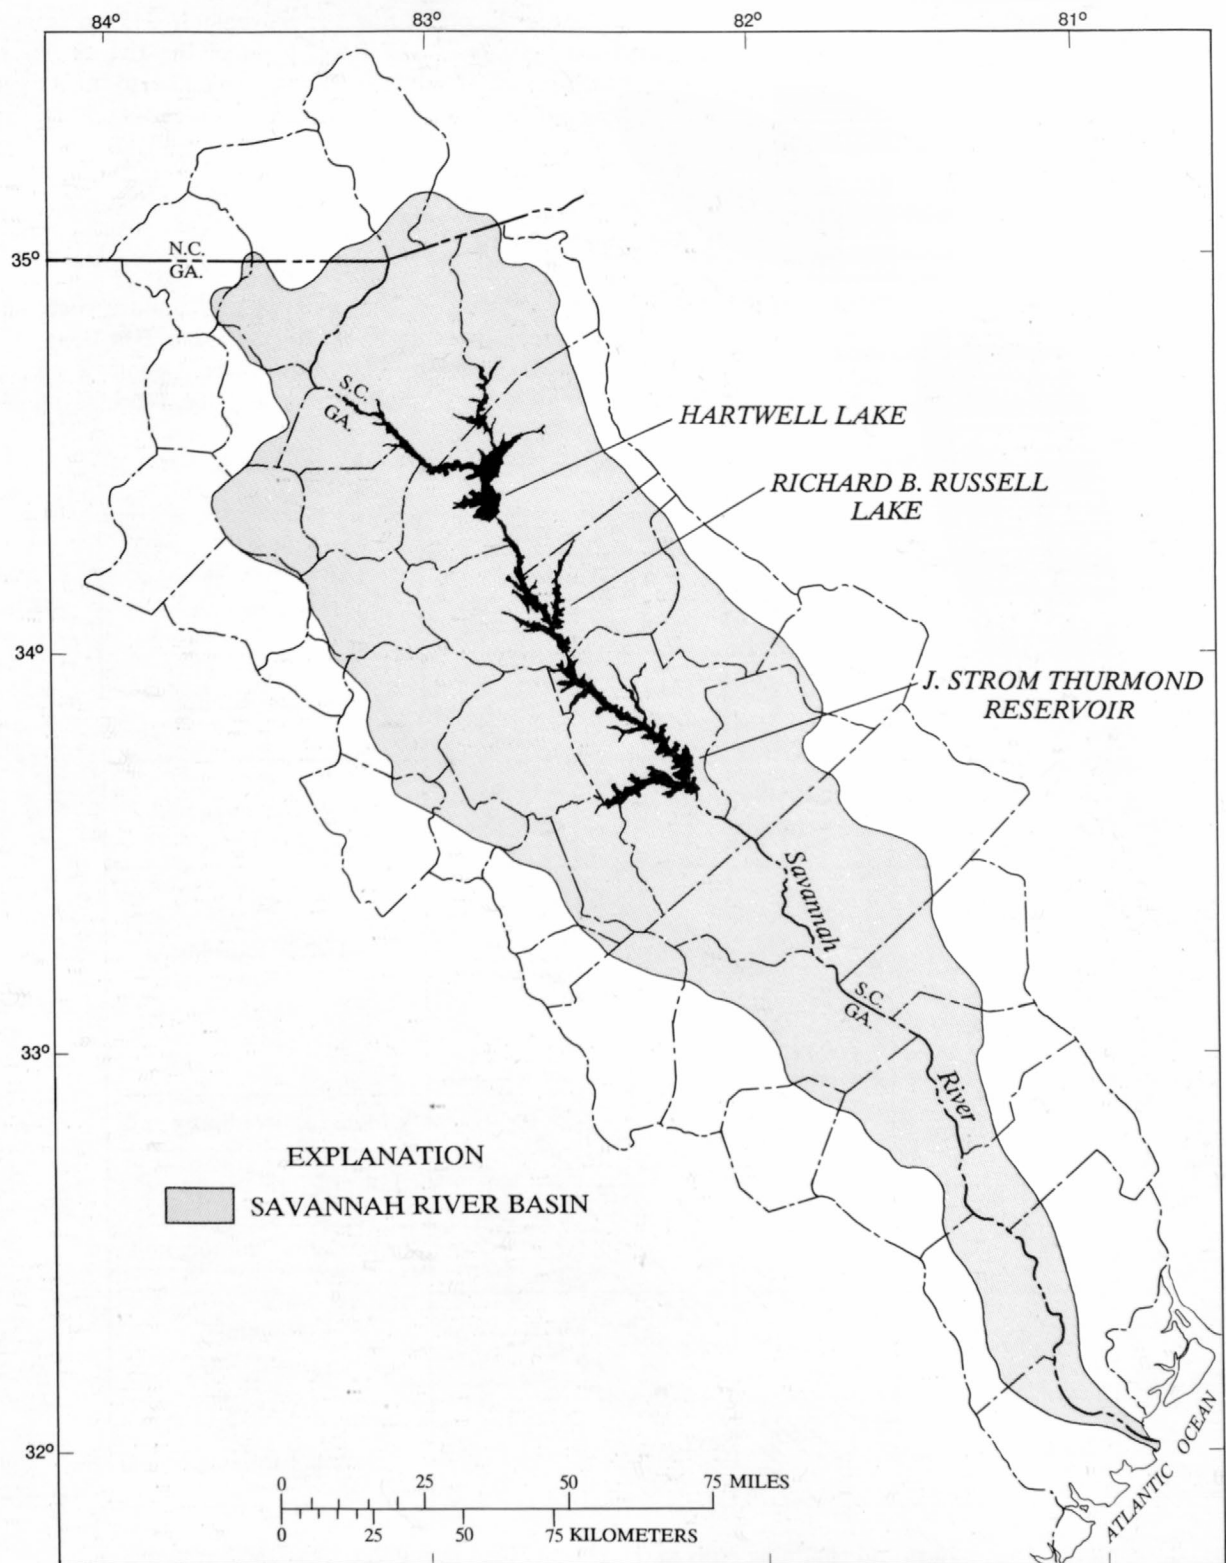 84° 83° 82° 81°
35°
N.C.
GA.
S.C.
GA.
HARTWELL LAKE
RICHARD B. RUSSELL
LAKE
34°
J. STROM THURMOND
RESERVOIR
Savannah
S.C.
GA.
33°
River
EXPLANATION
SAVANNAH RIVER BASIN
32°
ATLANTIC OCEAN
0 25 50 75 MILES
0 25 50 75 KILOMETERS